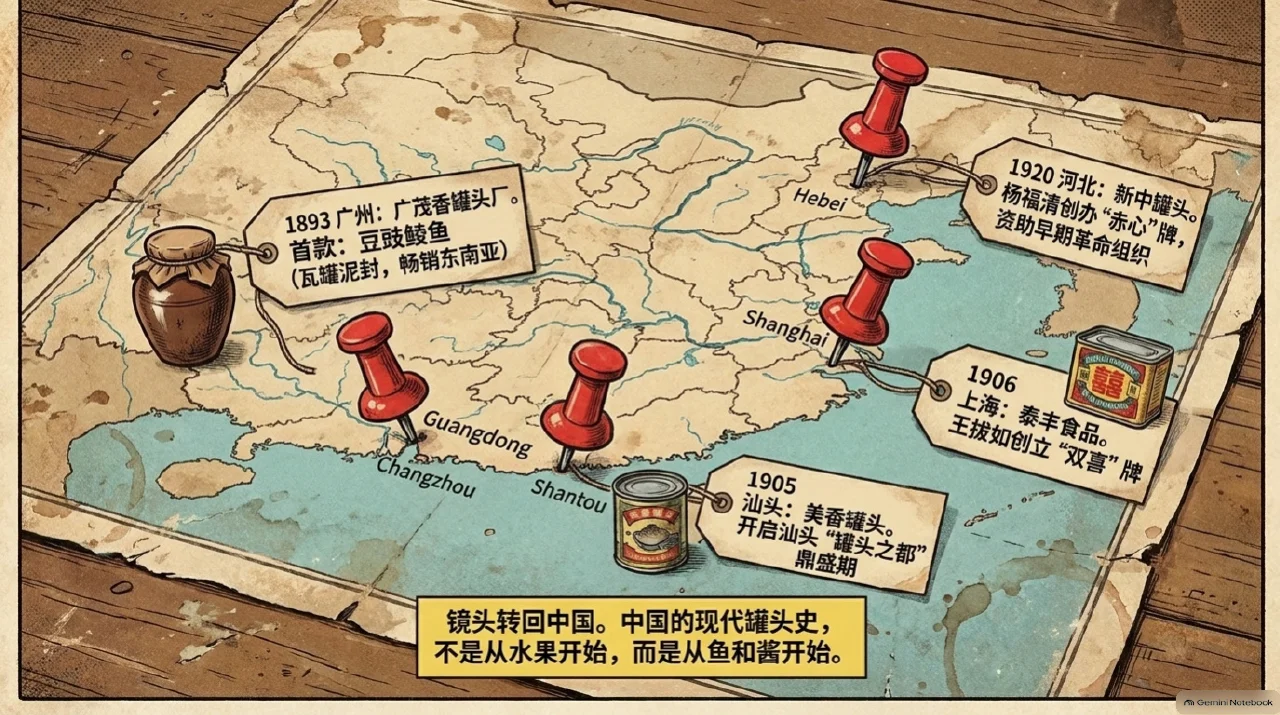 1893 广州：广茂香罐头厂。
首款：豆豉鲮鱼
(瓦罐泥封，畅销东南亚)
1920 河北：新中罐头。
杨福清创办“赤心”牌，
资助早期革命组织
Hebei
Shanghai
1906
上海：泰丰食品。
王拔如创立“双喜”牌
囍
Guangdong
Changzhou
Shantou
1905
汕头：美香罐头。
开启汕头“罐头之都”
鼎盛期
镜头转回中国。中国的现代罐头史，
不是从水果开始，而是从鱼和酱开始。
Gemini Notebook